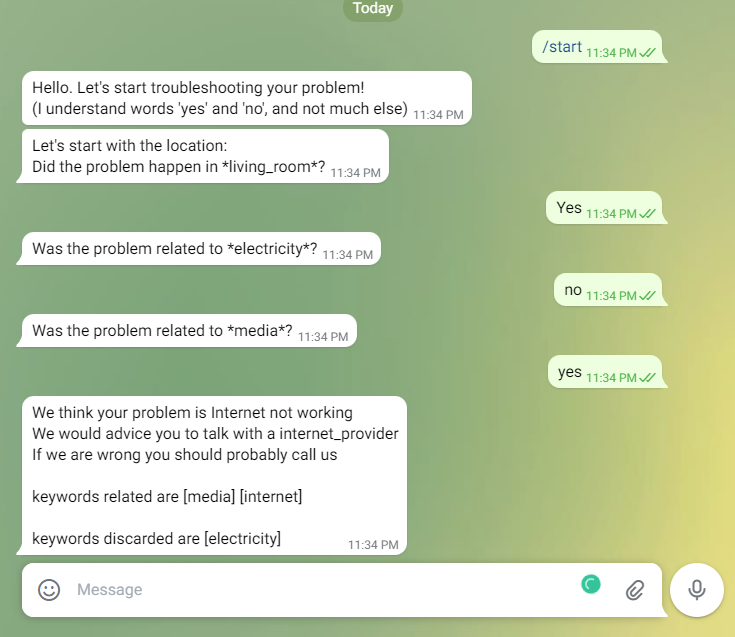 Today
/start 11:34 PM
Hello. Let's start troubleshooting your problem!
(I understand words 'yes' and 'no', and not much else) 11:34 PM
Let's start with the location:
Did the problem happen in *living_room*? 11:34 PM
Yes 11:34 PM
Was the problem related to *electricity*? 11:34 PM
no 11:34 PM
Was the problem related to *media*? 11:34 PM
yes 11:34 PM
We think your problem is Internet not working
We would advice you to talk with a internet_provider
If we are wrong you should probably call us
keywords related are [media] [internet]
keywords discarded are [electricity] 11:34 PM
Message